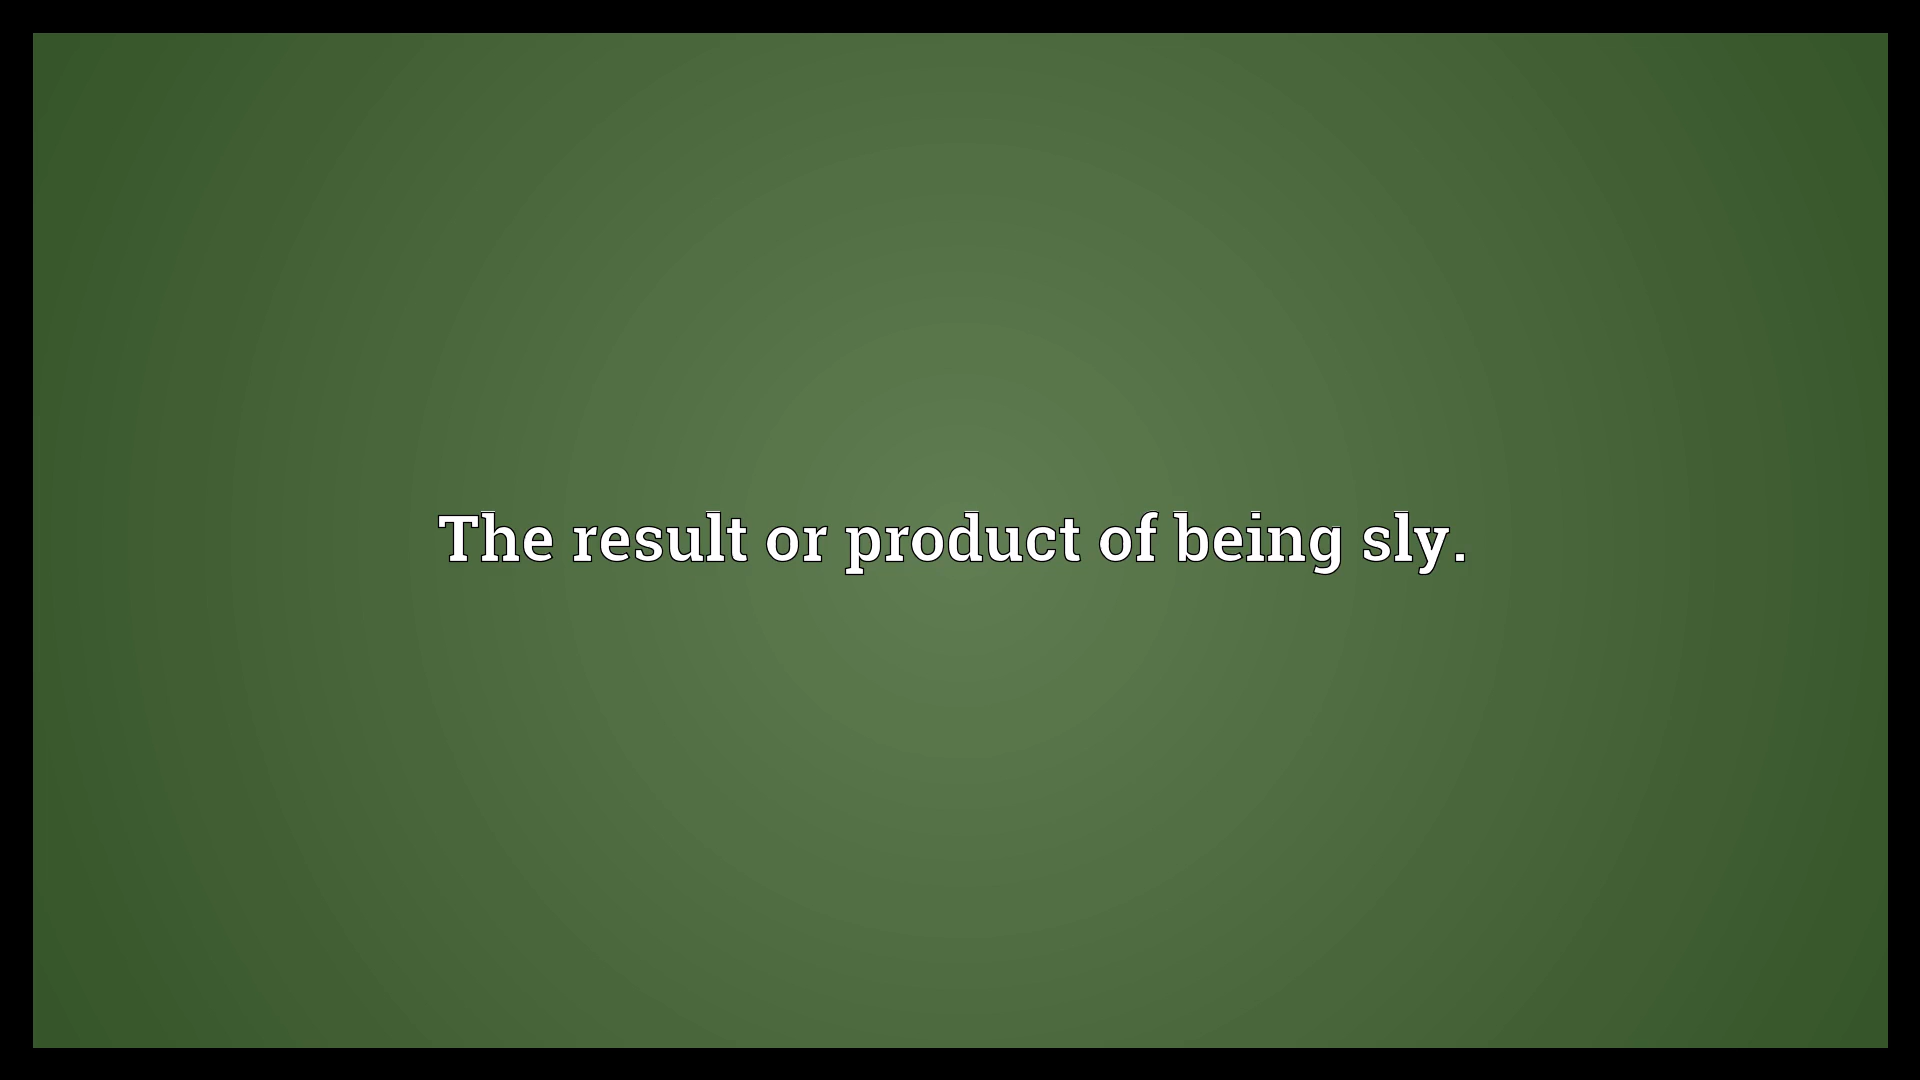 The result or product of being sly.